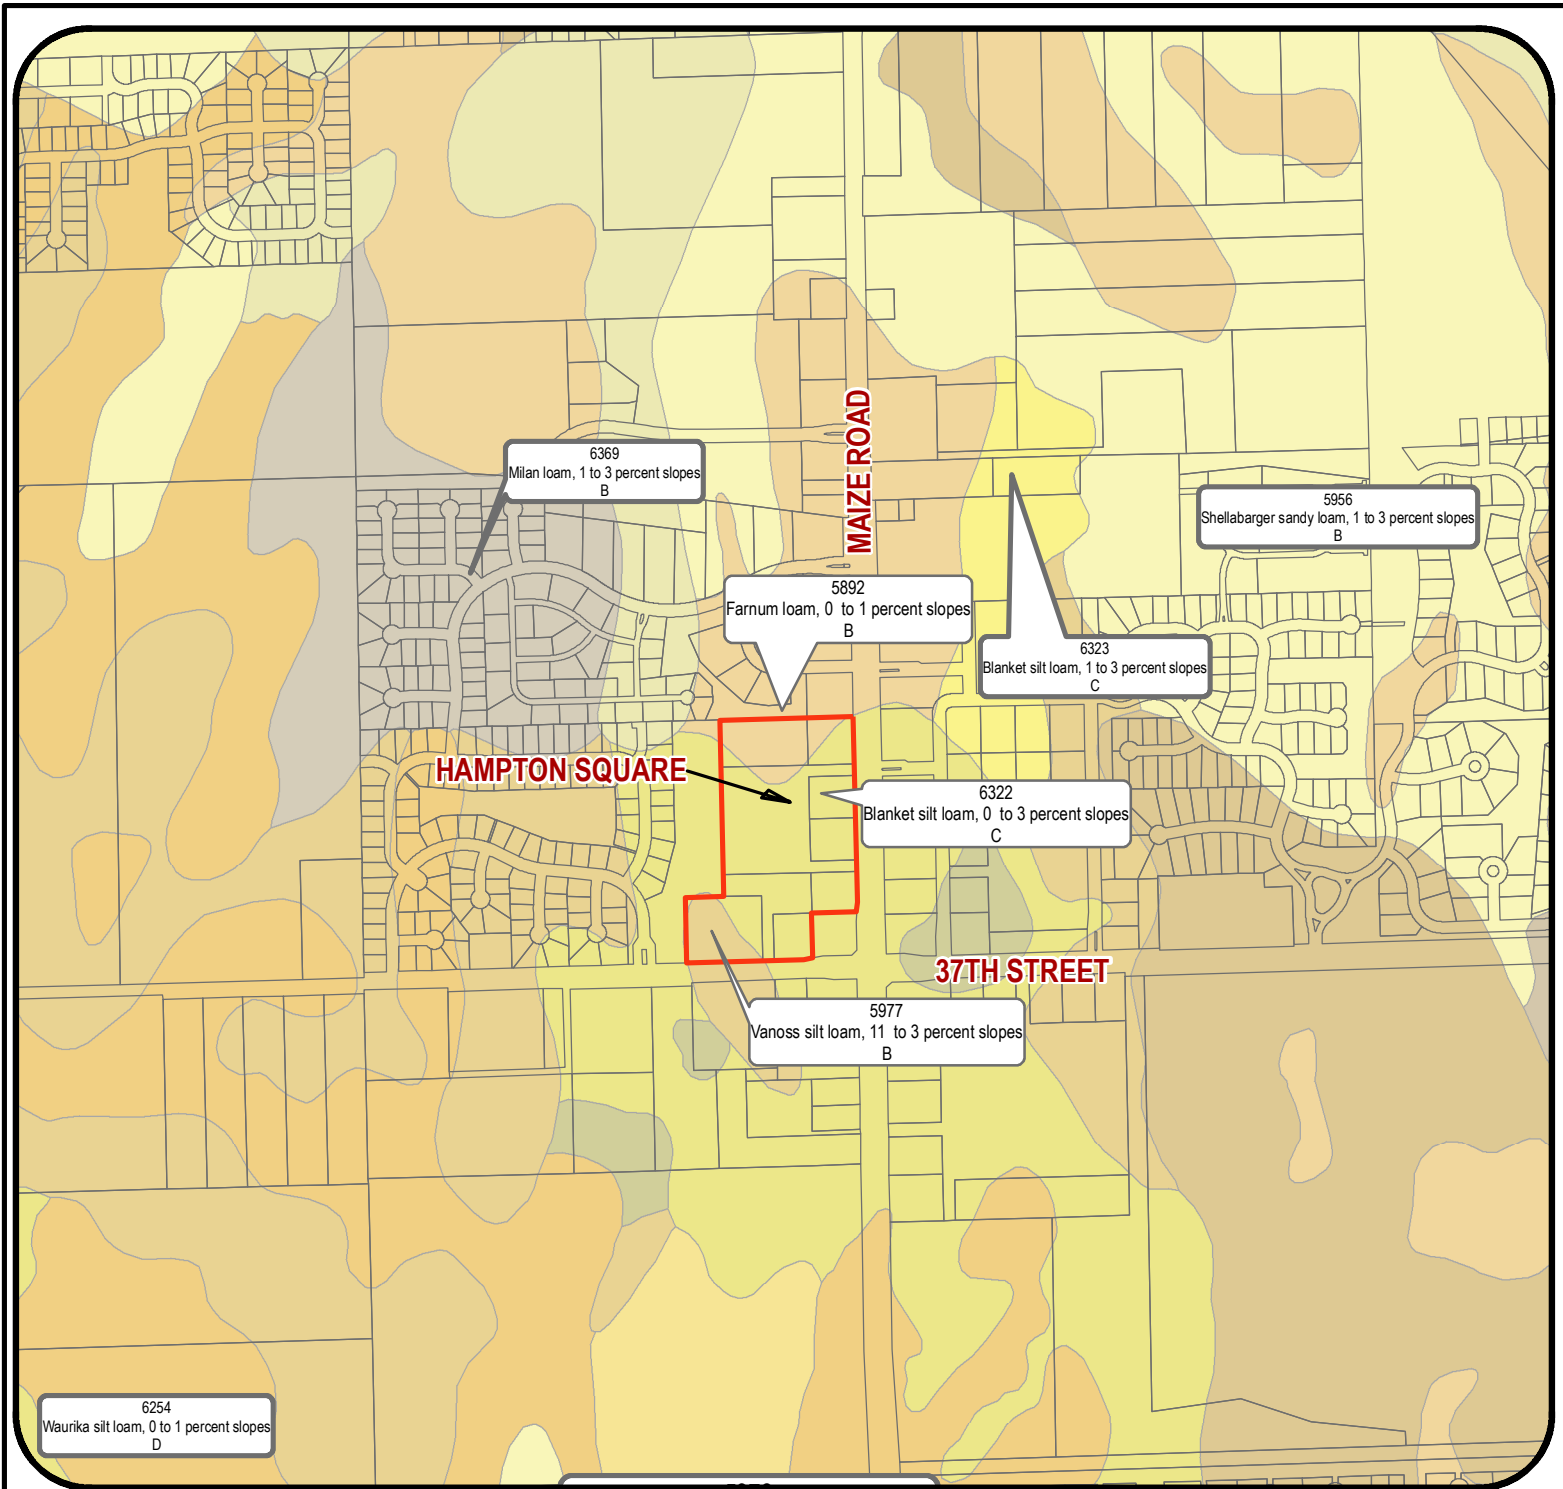 MAIZE ROAD
6369
Milan loam, 1 to 3 percent slopes
B
5956
Shellabarger sandy loam, 1 to 3 percent slopes
B
5892
Farnum loam, 0 to 1 percent slopes
B
6323
Blanket silt loam, 1 to 3 percent slopes
C
HAMPTON SQUARE
6322
Blanket silt loam, 0 to 3 percent slopes
C
37TH STREET
5977
Vanoss silt loam, 11 to 3 percent slopes
B
6254
Waurika silt loam, 0 to 1 percent slopes
D